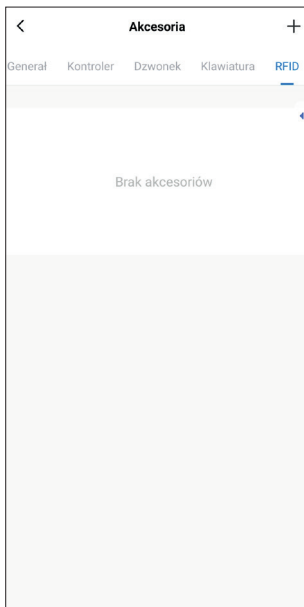 Akcesoria
Generał Kontroler Dzwonek Klawiatura RFID
Brak akcesoriów